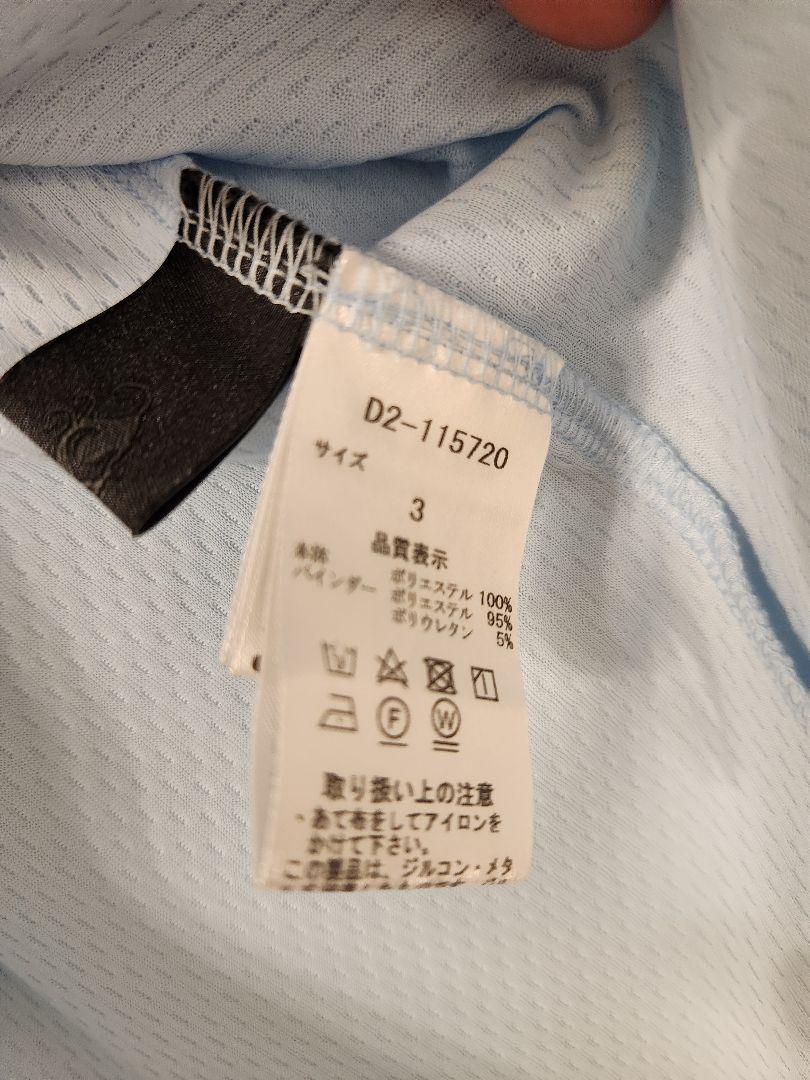 D2-115720
サイズ
3
品質表示
本体 ポリエステル 100%
バインダー ポリエステル 95%
ポリウレタン 5%
F W
取り扱い上の注意
・あて布をしてアイロンを
かけて下さい。
この製品は、ジルコン・メタ